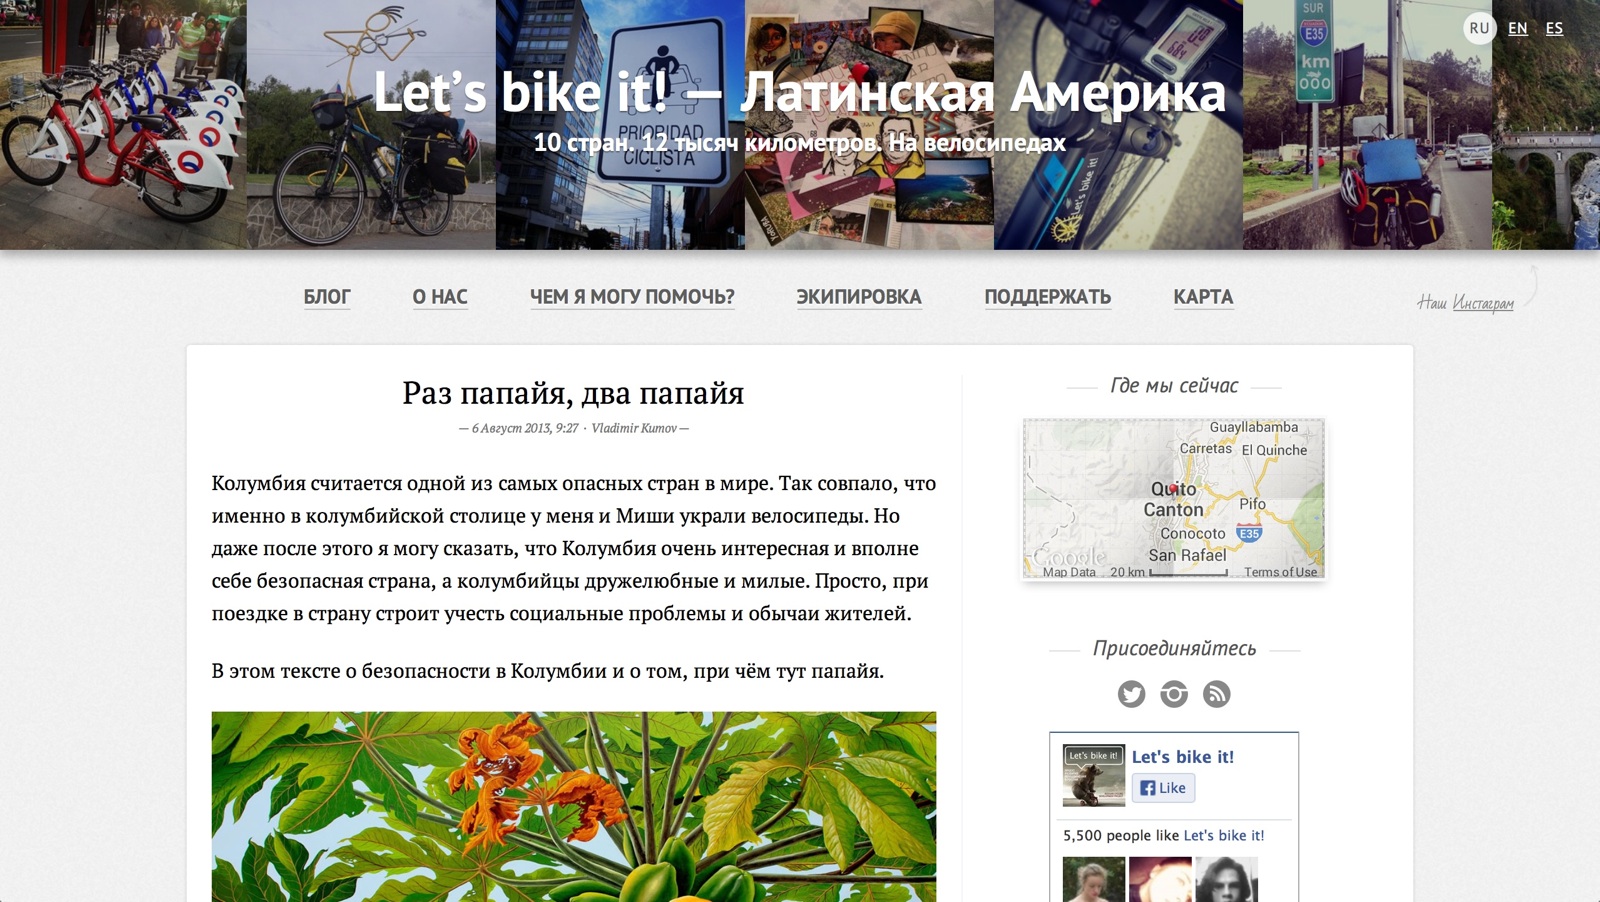 RU EN ES
SUR
E35
km
000
PRIORIDAD
CICLISTA
Let's bike it!
Let's bike it! — Латинская Америка
10 стран. 12 тысяч километров. На велосипедах
БЛОГ О НАС ЧЕМ Я МОГУ ПОМОЧЬ? ЭКИПИРОВКА ПОДДЕРЖАТЬ КАРТА
Наш Инстаграм
Раз папайя, два папайя
— 6 Август 2013, 9:27 · Vladimir Kumov —
Колумбия считается одной из самых опасных стран в мире. Так совпало, что
именно в колумбийской столице у меня и Миши украли велосипеды. Но
даже после этого я могу сказать, что Колумбия очень интересная и вполне
себе безопасная страна, а колумбийцы дружелюбные и милые. Просто, при
поездке в страну строит учесть социальные проблемы и обычаи жителей.
В этом тексте о безопасности в Колумбии и о том, при чём тут папайя.
Где мы сейчас
Guayllabamba
Carretas El Quinche
Quito
Canton
Pifo
Conocoto E35
San Rafael
Google
Map Data 20 km Terms of Use
Присоединяйтесь
Let's bike it!
Let's bike it!
Like
5,500 people like Let's bike it!